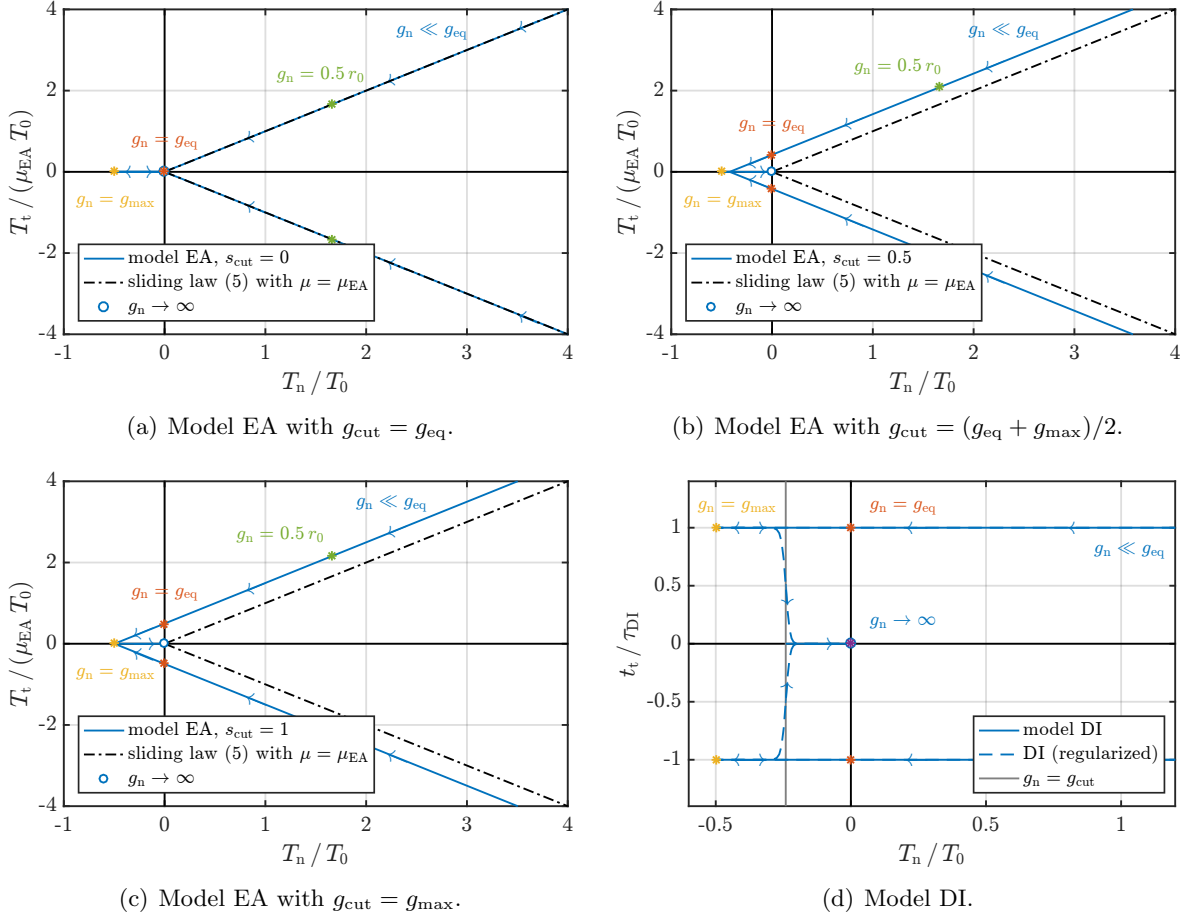 4
2
0
-2
-4
-1
0
1
2
3
4
T_t / (μ_EA T_0)
T_n / T_0
g_n ≪ g_eq
g_n = 0.5 r_0
g_n = g_eq
g_n = g_max
model EA, s_cut = 0
sliding law (5) with μ = μ_EA
g_n → ∞
(a) Model EA with g_cut = g_eq.
4
2
0
-2
-4
-1
0
1
2
3
4
T_t / (μ_EA T_0)
T_n / T_0
g_n ≪ g_eq
g_n = 0.5 r_0
g_n = g_eq
g_n = g_max
model EA, s_cut = 0.5
sliding law (5) with μ = μ_EA
g_n → ∞
(b) Model EA with g_cut = (g_eq + g_max)/2.
4
2
0
-2
-4
-1
0
1
2
3
4
T_t / (μ_EA T_0)
T_n / T_0
g_n ≪ g_eq
g_n = 0.5 r_0
g_n = g_eq
g_n = g_max
model EA, s_cut = 1
sliding law (5) with μ = μ_EA
g_n → ∞
(c) Model EA with g_cut = g_max.
1
0.5
0
-0.5
-1
-0.5
0
0.5
1
t_t / τ_DI
T_n / T_0
g_n = g_max
g_n = g_eq
g_n ≪ g_eq
g_n → ∞
model DI
DI (regularized)
g_n = g_cut
(d) Model DI.